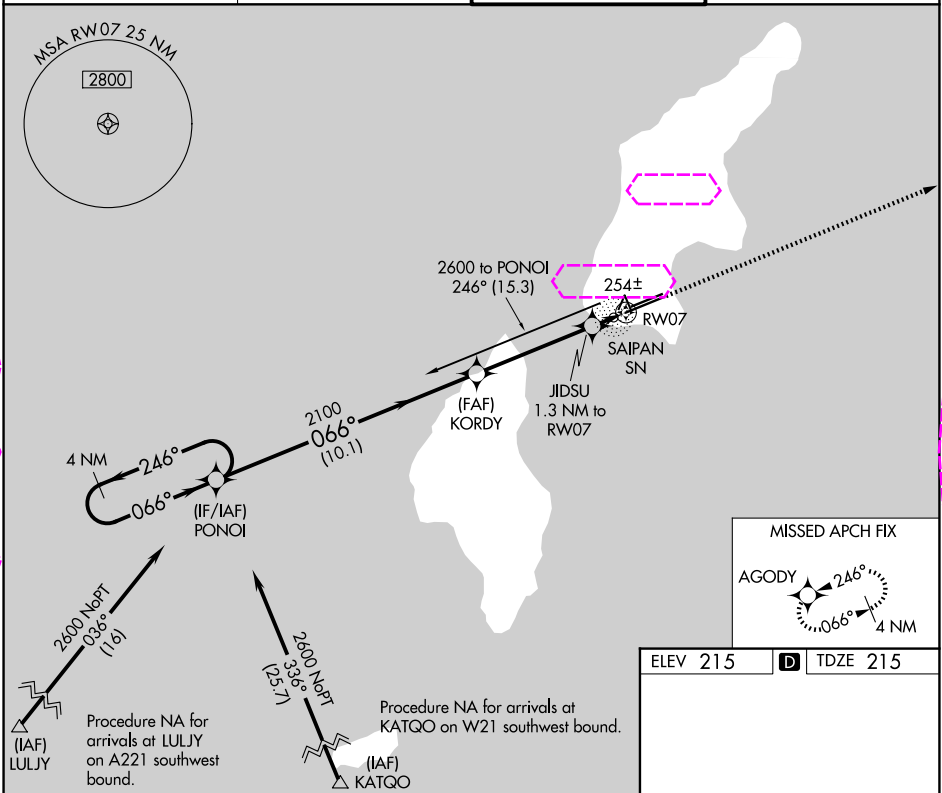 MSA RW07 25 NM
2800
2600 to PONOI
246° (15.3)
254±
RW07
SAIPAN
SN
JIDSU
1.3 NM to
RW07
(FAF)
KORDY
2100
066°
(10.1)
4 NM
246°
066°
(IF/IAF)
PONOI
2600 NoPT
036°
(16)
2600 NoPT
336°
(25.7)
(IAF)
LULJY
Procedure NA for
arrivals at LULJY
on A221 southwest
bound.
Procedure NA for arrivals at
KATQO on W21 southwest bound.
(IAF)
KATQO
MISSED APCH FIX
AGODY
246°
066°
4 NM
ELEV 215
D
TDZE 215